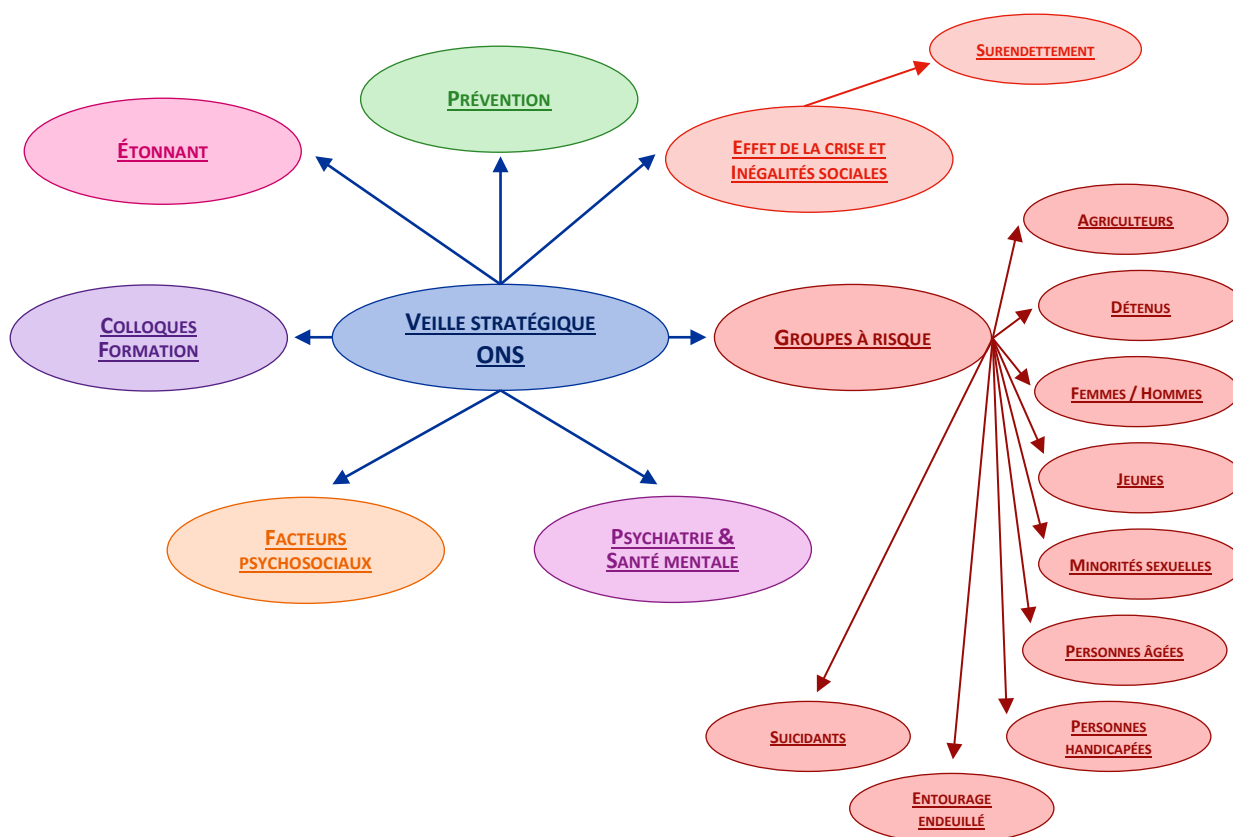 Surendettement
Prévention
Étonnant
Effet de la crise et
Inégalités sociales
Agriculteurs
Détenus
Colloques
Formation
Veille stratégique
ONS
Groupes à risque
Femmes / Hommes
Jeunes
Facteurs
psychosociaux
Psychiatrie &
Santé mentale
Minorités sexuelles
Personnes âgées
Suicidants
Personnes
handicapées
Entourage
endeuillé